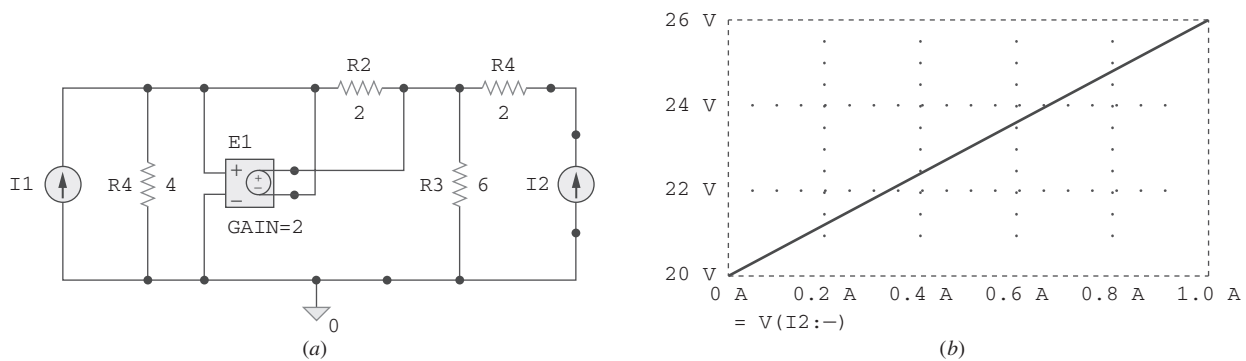 R2
R4
2
2
E1
+
−
+
−
I1
R4
4
R3
6
I2
GAIN=2
0
(a)
26 V
24 V
22 V
20 V
0 A
0.2 A
0.4 A
0.6 A
0.8 A
1.0 A
= V(I2:−)
(b)